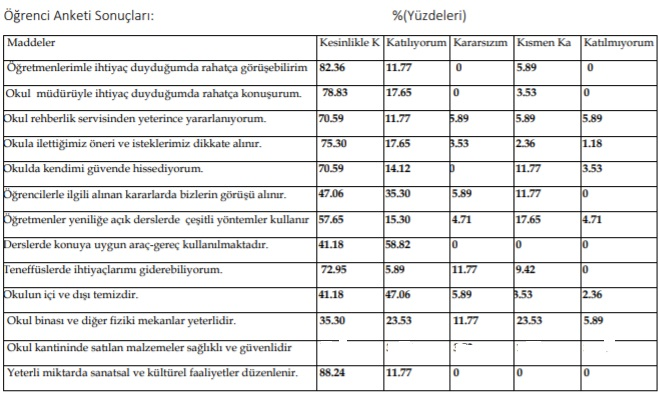 Öğrenci Anketi Sonuçları: %(Yüzdeleri)
Maddeler Kesinlikle K Katılıyorum Kararsızım Kısmen Ka Katılmıyorum
Öğretmenlerimle ihtiyaç duyduğumda rahatça görüşebilirim 82.36 11.77 0 5.89 0
Okul müdürüyle ihtiyaç duyduğumda rahatça konuşurum. 78.83 17.65 0 3.53 0
Okul rehberlik servisinden yeterince yararlanıyorum. 70.59 11.77 5.89 5.89 5.89
Okula ilettiğimiz öneri ve isteklerimiz dikkate alınır. 75.30 17.65 3.53 2.36 1.18
Okulda kendimi güvende hissediyorum. 70.59 14.12 0 11.77 3.53
Öğrencilerle ilgili alınan kararlarda bizlerin görüşü alınır. 47.06 35.30 5.89 11.77 0
Öğretmenler yeniliğe açık derslerde çeşitli yöntemler kullanır 57.65 15.30 4.71 17.65 4.71
Derslerde konuya uygun araç-gereç kullanılmaktadır. 41.18 58.82 0 0 0
Teneffüslerde ihtiyaçlarımı giderebiliyorum. 72.95 5.89 11.77 9.42 0
Okulun içi ve dışı temizdir. 41.18 47.06 5.89 3.53 2.36
Okul binası ve diğer fiziki mekanlar yeterlidir. 35.30 23.53 11.77 23.53 5.89
Okul kantininde satılan malzemeler sağlıklı ve güvenlidir
Yeterli miktarda sanatsal ve kültürel faaliyetler düzenlenir. 88.24 11.77 0 0 0